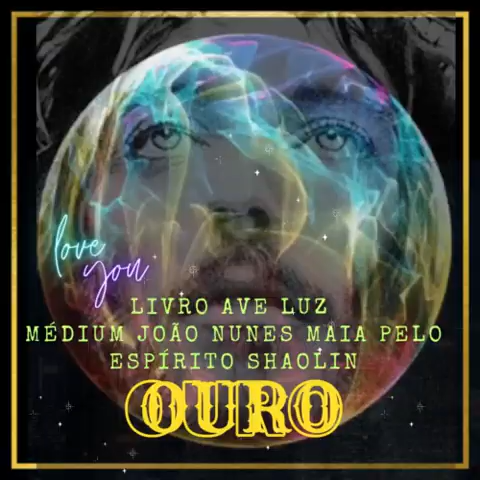 love
you
LIVRO AVE LUZ
MÉDIUM JOÃO NUNES MAIA PELO
ESPÍRITO SHAOLIN
OURO